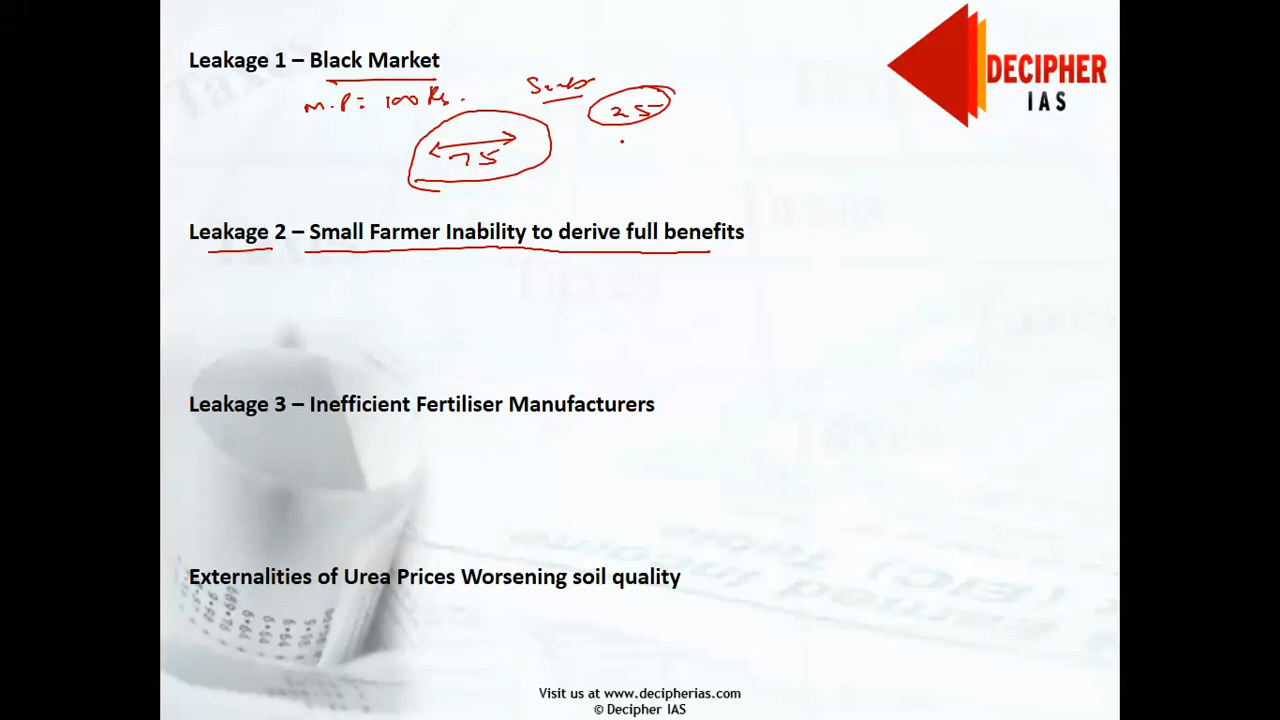 Leakage 1 – Black Market
DECIPHER
IAS
M.P = 100 Rs.
25
75
Leakage 2 – Small Farmer Inability to derive full benefits
Leakage 3 – Inefficient Fertiliser Manufacturers
Externalities of Urea Prices Worsening soil quality
Visit us at www.decipherias.com
© Decipher IAS